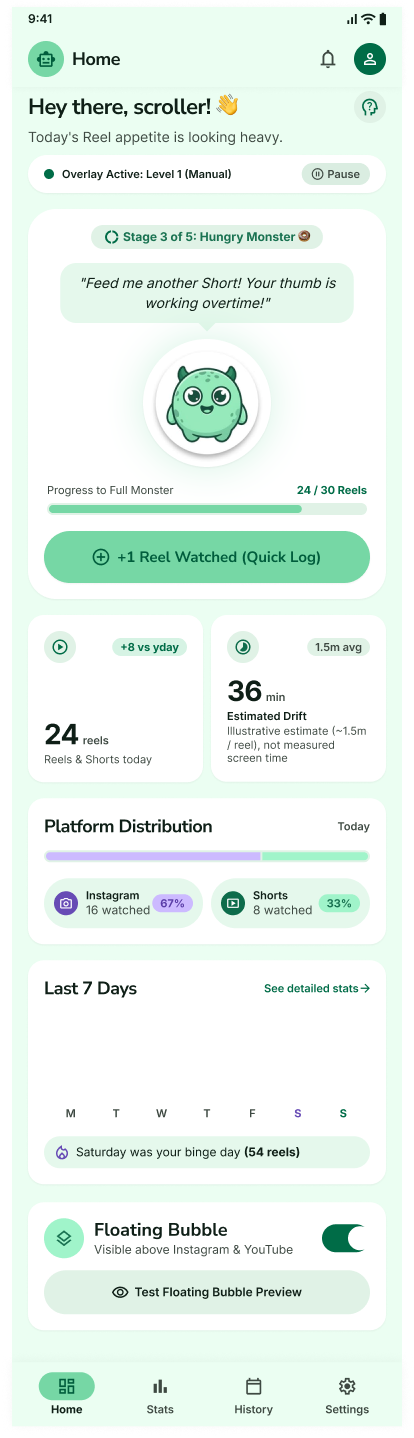 9:41
Home
Hey there, scroller! 👋
Today's Reel appetite is looking heavy.
Overlay Active: Level 1 (Manual)
Pause
Stage 3 of 5: Hungry Monster 🍩
"Feed me another Short! Your thumb is
working overtime!"
Progress to Full Monster
24 / 30 Reels
+1 Reel Watched (Quick Log)
+8 vs yday
24 reels
Reels & Shorts today
1.5m avg
36 min
Estimated Drift
Illustrative estimate (~1.5m
/ reel), not measured
screen time
Platform Distribution
Today
Instagram
16 watched
67%
Shorts
8 watched
33%
Last 7 Days
See detailed stats→
M T W T F S S
Saturday was your binge day (54 reels)
Floating Bubble
Visible above Instagram & YouTube
Test Floating Bubble Preview
Home
Stats
History
Settings